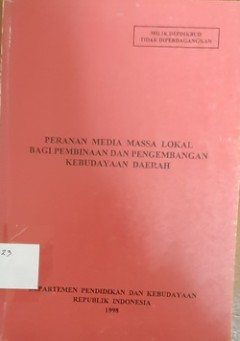 MILIK DEPDIKBUD
TIDAK DIPERDAGANGKAN
PERANAN MEDIA MASSA LOKAL
BAGI PEMBINAAN DAN PENGEMBANGAN
KEBUDAYAAN DAERAH
DEPARTEMEN PENDIDIKAN DAN KEBUDAYAAN
REPUBLIK INDONESIA
1998